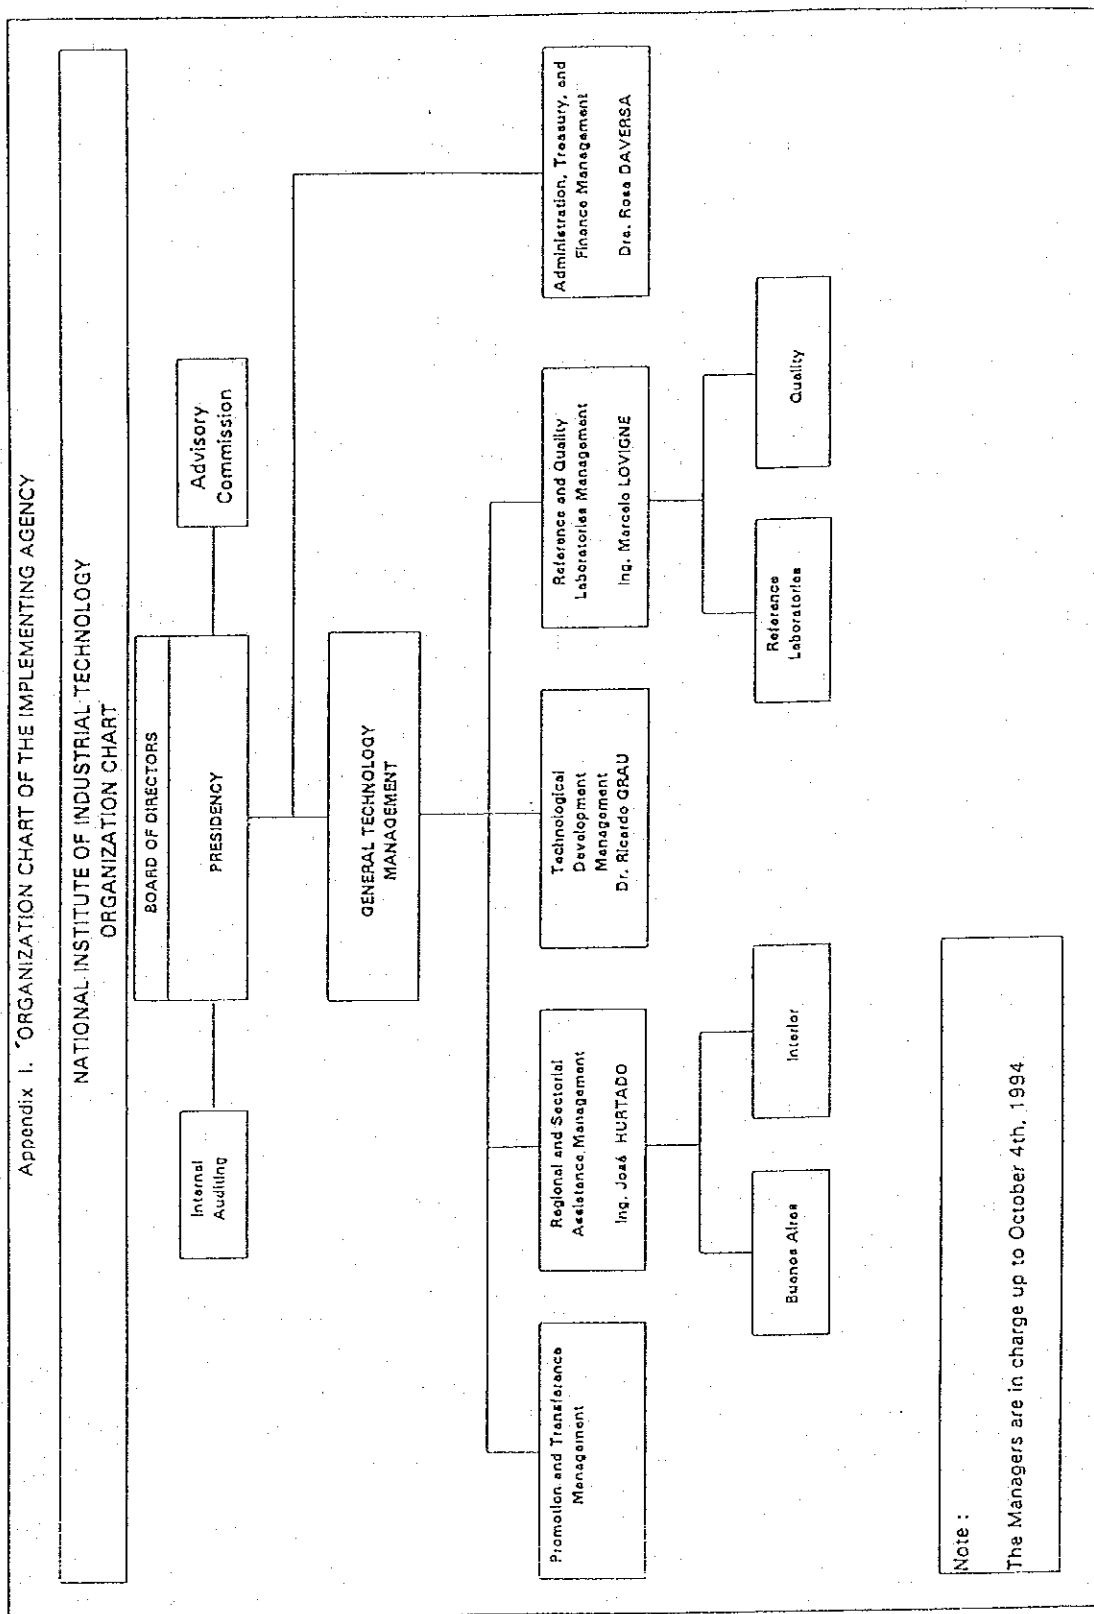 Appendix I. ORGANIZATION CHART OF THE IMPLEMENTING AGENCY
NATIONAL INSTITUTE OF INDUSTRIAL TECHNOLOGY
ORGANIZATION CHART
BOARD OF DIRECTORS
PRESIDENCY
Internal
Auditing
Advisory
Commission
GENERAL TECHNOLOGY
MANAGEMENT
Promotion and Transference
Management
Regional and Sectorial
Assistance Management
Ing. José HURTADO
Technological
Development
Management
Dr. Ricardo GRAU
Reference and Quality
Laboratories Management
Ing. Marcelo LOVIGNE
Administration, Treasury, and
Finance Management
Dra. Rosa DAVERSA
Buenos Aires
Interior
Reference
Laboratories
Quality
Note :
The Managers are in charge up to October 4th, 1994